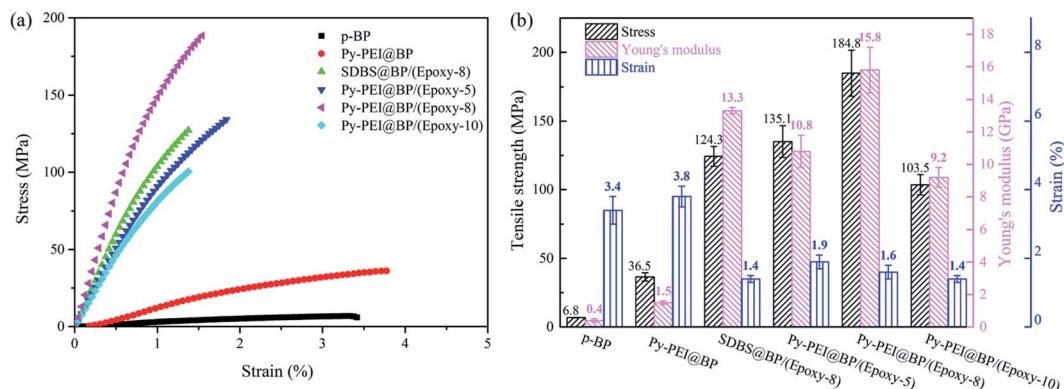 (a)
Stress (MPa)
200
150
100
50
0
p-BP
Py-PEI@BP
SDBS@BP/(Epoxy-8)
Py-PEI@BP/(Epoxy-5)
Py-PEI@BP/(Epoxy-8)
Py-PEI@BP/(Epoxy-10)
0 1 2 3 4 5
Strain (%)
(b)
Tensile strength (MPa)
200
150
100
50
0
Stress
Young's modulus
Strain
6.8 0.4 3.4
36.5 1.5 3.8
124.3 13.3 1.4
135.1 10.8 1.9
184.8 15.8 1.6
103.5 9.2 1.4
p-BP
Py-PEI@BP
SDBS@BP/(Epoxy-8)
Py-PEI@BP/(Epoxy-5)
Py-PEI@BP/(Epoxy-8)
Py-PEI@BP/(Epoxy-10)
18
16
14
12
10
8
6
4
2
0
Young's modulus (GPa)
8
6
4
2
0
Strain (%)